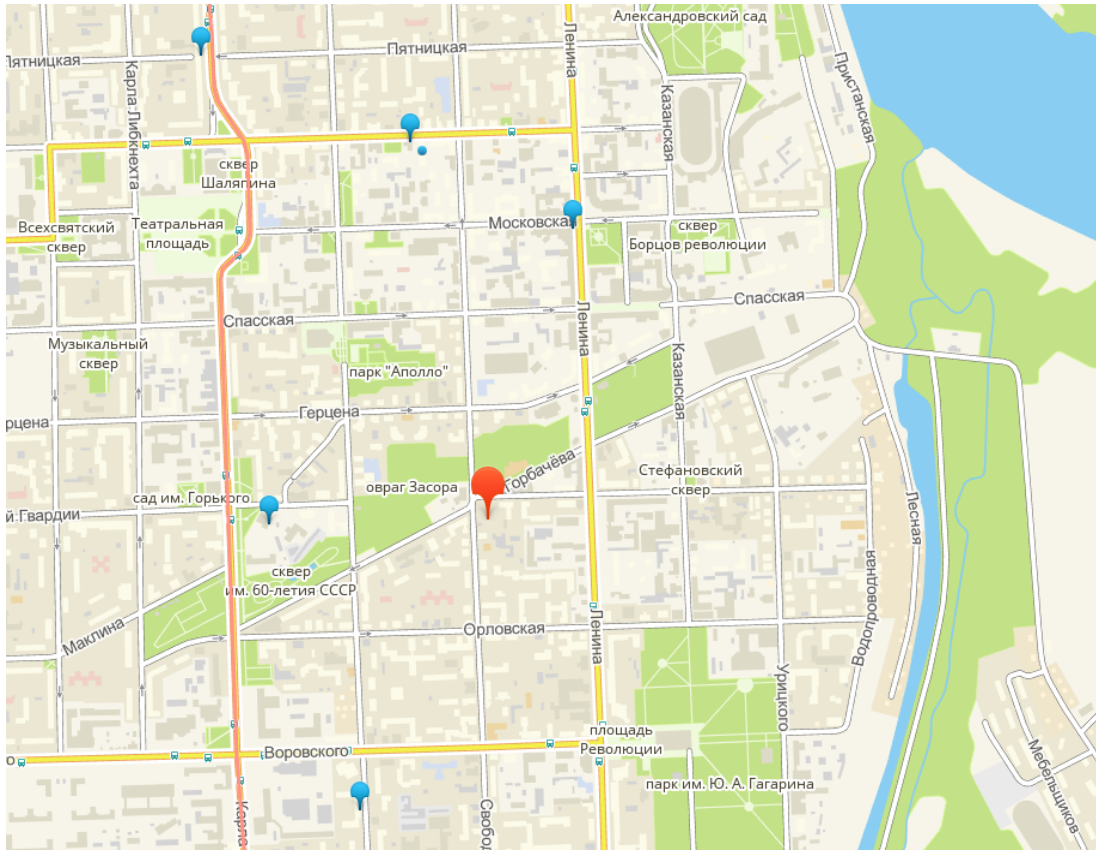 Александровский сад
Ленина
Пятницкая
Пятницкая
Карла Либкнехта
Казанская
Пристанская
сквер
Шаляпина
Всехсвятский
сквер
Театральная
площадь
Московская
сквер
Борцов революции
Спасская
Спасская
Ленина
Музыкальный
сквер
парк "Аполло"
Казанская
Герцена
рцена
Горбачёва
Стефановский
сквер
овраг Засора
сад им. Горького
й Гвардии
Лесная
сквер
им. 60-летия СССР
Водопроводная
Маклина
Орловская
Ленина
Урицкого
площадь
Революции
Воровского
о
парк им. Ю. А. Гагарина
Мебельщиков
Карла
Свобод